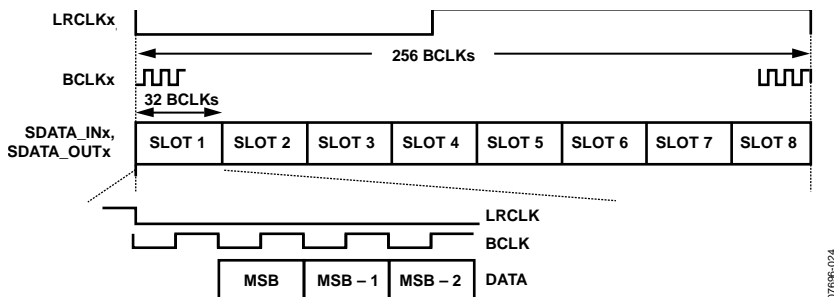 LRCLKx
256 BCLKs
BCLKx
32 BCLKs
SDATA_INx,
SDATA_OUTx
SLOT 1 SLOT 2 SLOT 3 SLOT 4 SLOT 5 SLOT 6 SLOT 7 SLOT 8
LRCLK
BCLK
MSB MSB – 1 MSB – 2 DATA
07696-024